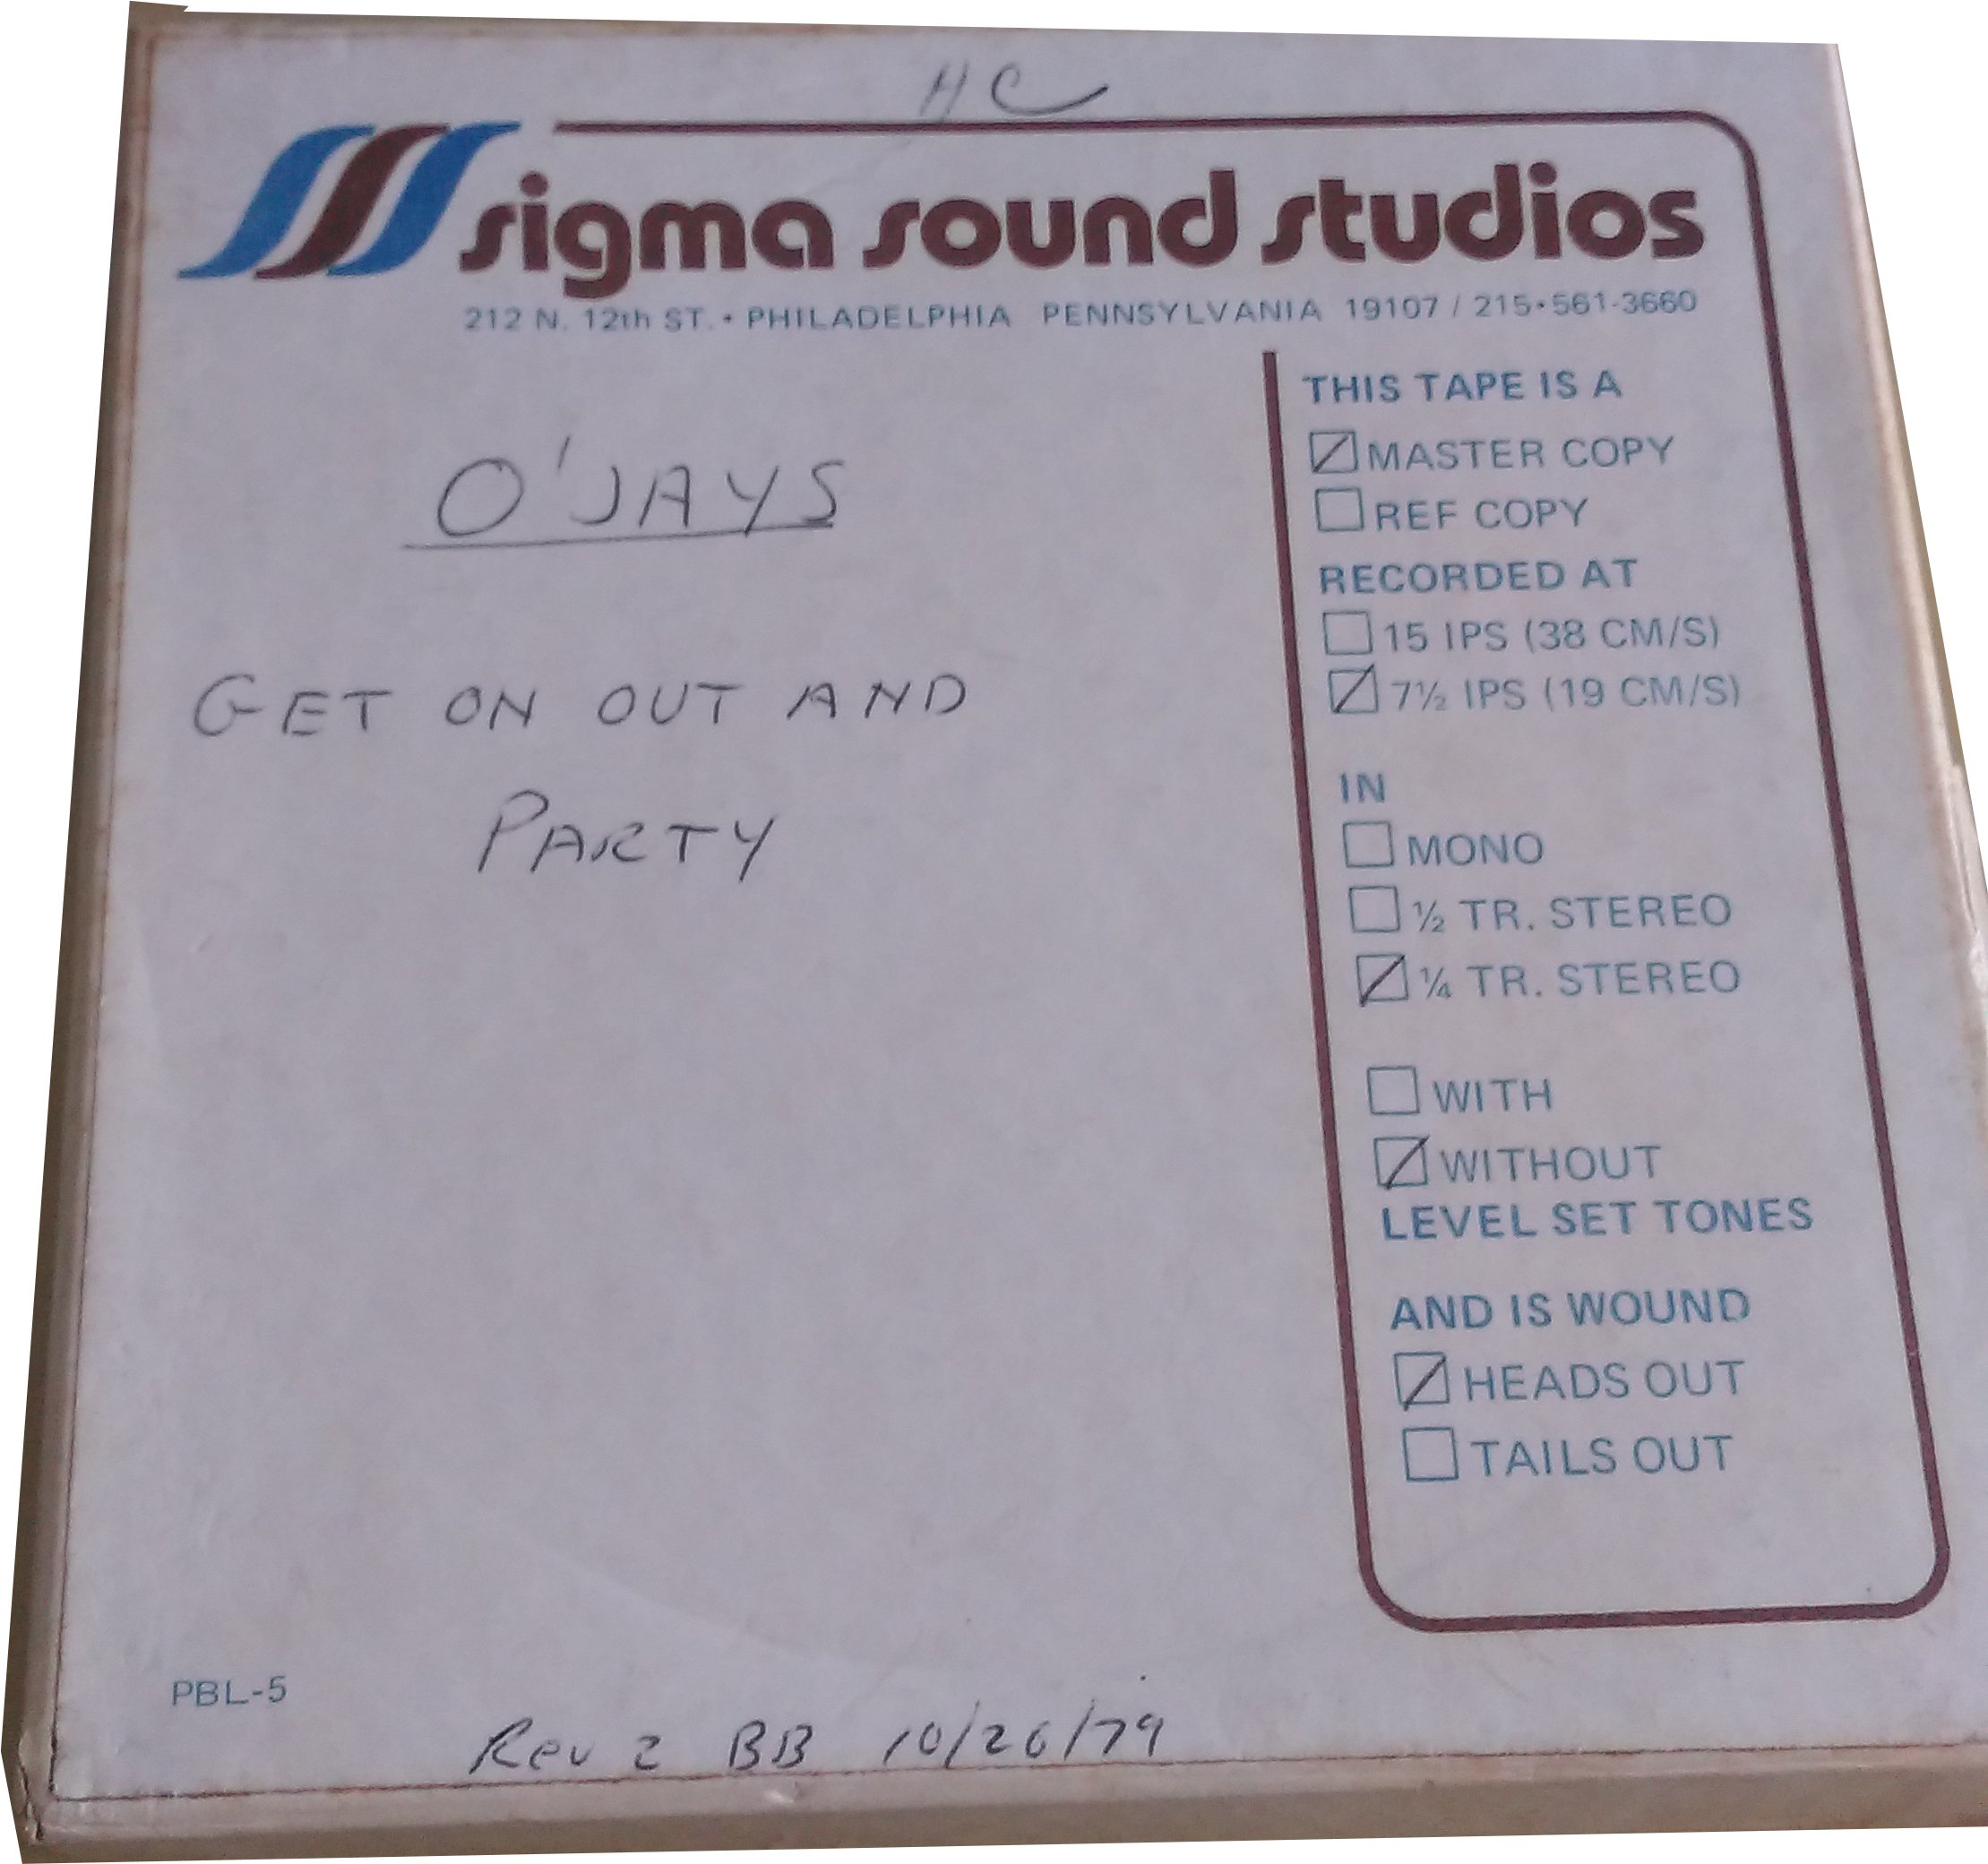 HC
sigma sound studios
212 N. 12th ST. • PHILADELPHIA PENNSYLVANIA 19107 / 215•561-3660
O'JAYS
GET ON OUT AND
PARTY
THIS TAPE IS A
MASTER COPY
REF COPY
RECORDED AT
15 IPS (38 CM/S)
7½ IPS (19 CM/S)
IN
MONO
½ TR. STEREO
¼ TR. STEREO
WITH
WITHOUT
LEVEL SET TONES
AND IS WOUND
HEADS OUT
TAILS OUT
PBL-5
Rev 2 BB 10/26/79